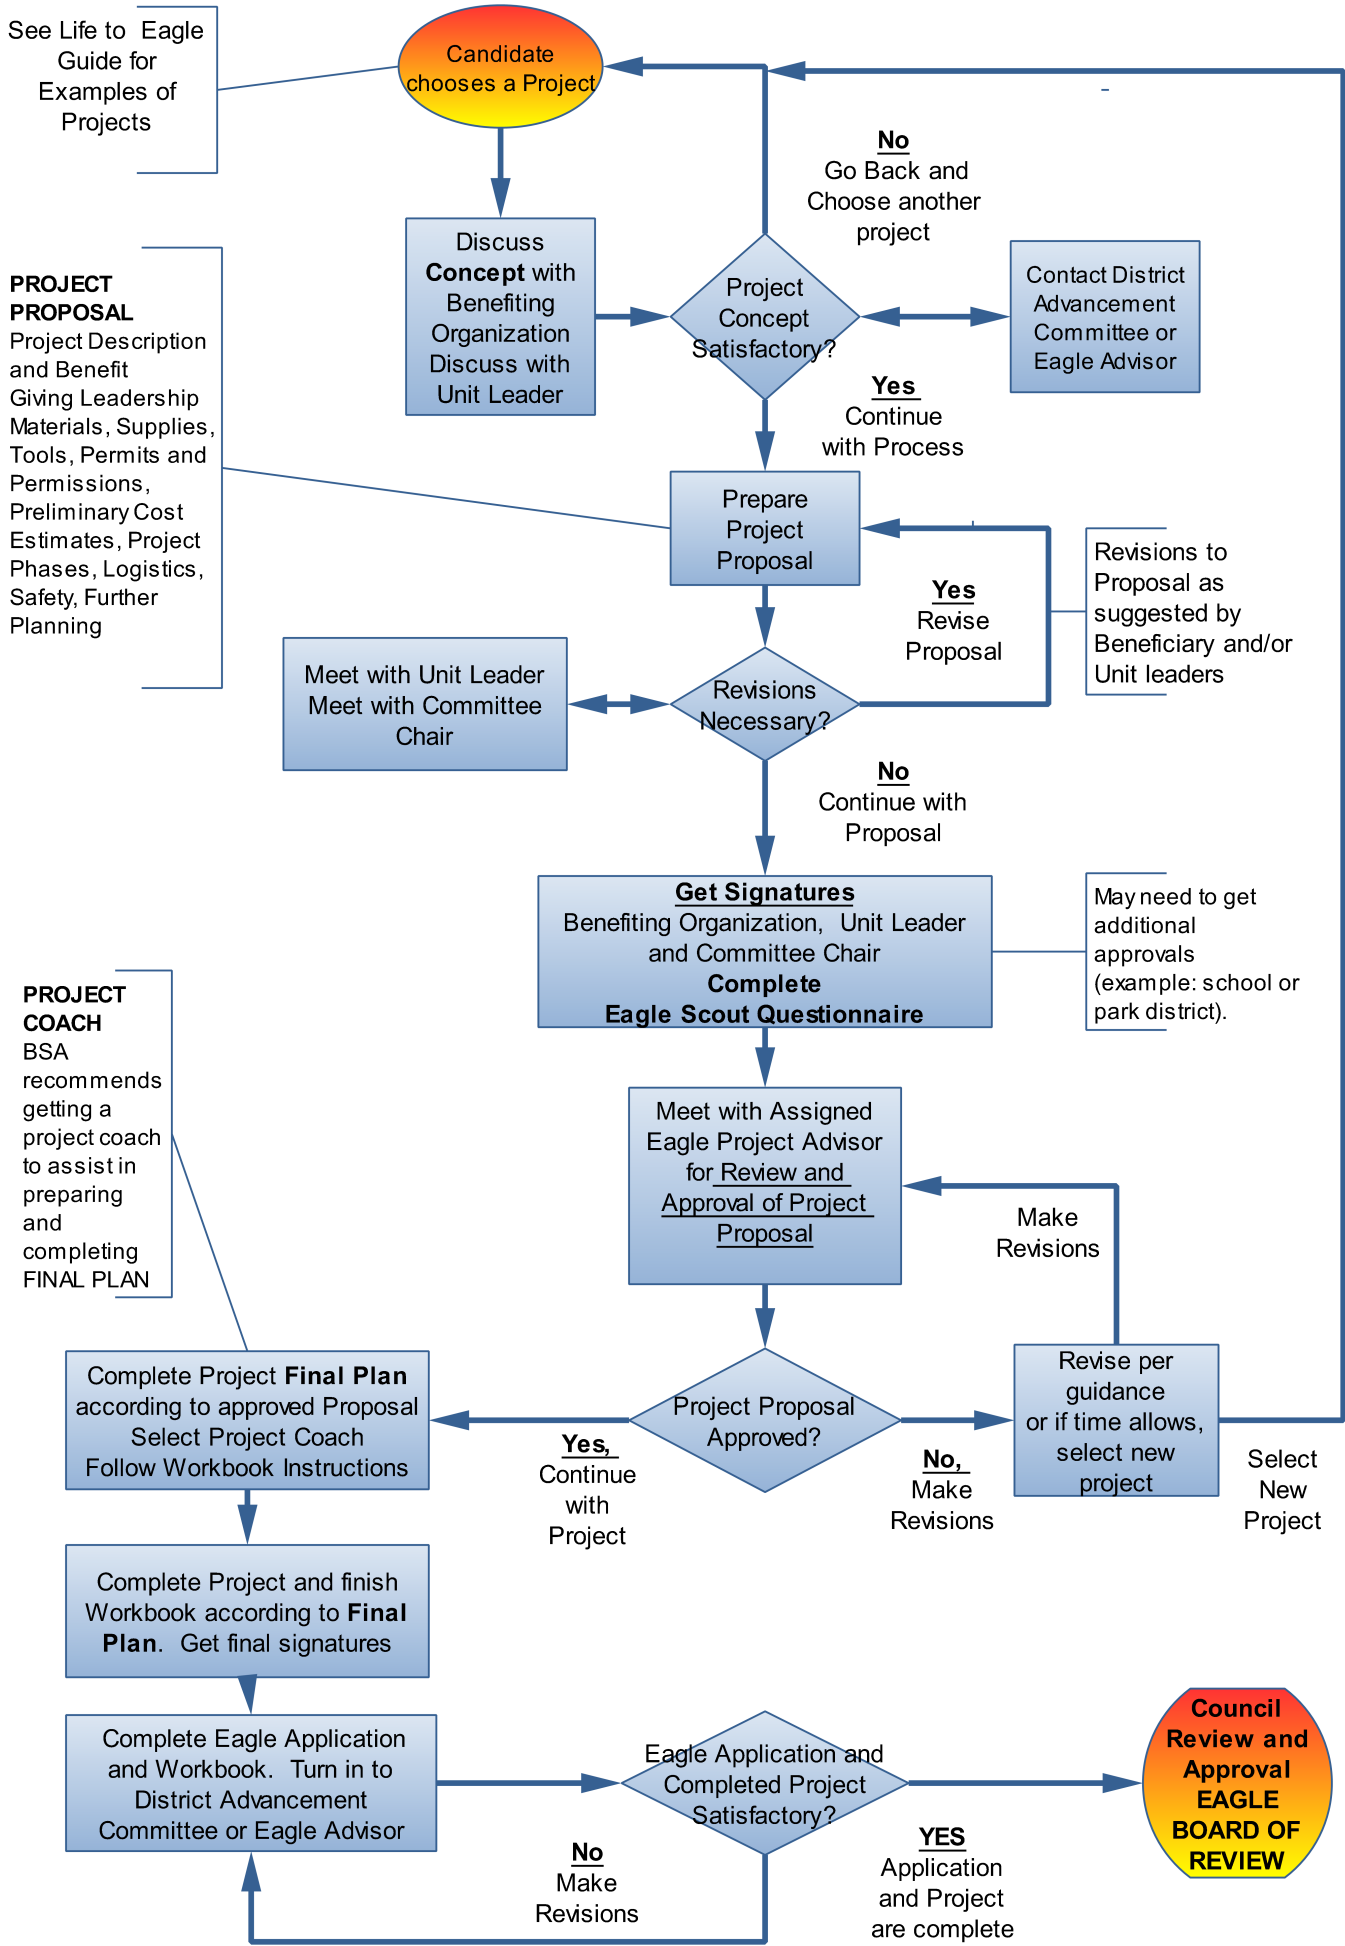 See Life to Eagle
Guide for
Examples of
Projects
Candidate
chooses a Project
No
Go Back and
Choose another
project
Discuss
Concept with
Benefiting
Organization
Discuss with
Unit Leader
Project
Concept
Satisfactory?
Contact District
Advancement
Committee or
Eagle Advisor
PROJECT
PROPOSAL
Project Description
and Benefit
Giving Leadership
Materials, Supplies,
Tools, Permits and
Permissions,
Preliminary Cost
Estimates, Project
Phases, Logistics,
Safety, Further
Planning
Yes
Continue
with Process
Prepare
Project
Proposal
Yes
Revise
Proposal
Revisions to
Proposal as
suggested by
Beneficiary and/or
Unit leaders
Meet with Unit Leader
Meet with Committee
Chair
Revisions
Necessary?
No
Continue with
Proposal
Get Signatures
Benefiting Organization, Unit Leader
and Committee Chair
Complete
Eagle Scout Questionnaire
May need to get
additional
approvals
(example: school or
park district).
PROJECT
COACH
BSA
recommends
getting a
project coach
to assist in
preparing
and
completing
FINAL PLAN
Meet with Assigned
Eagle Project Advisor
for Review and
Approval of Project
Proposal
Make
Revisions
Complete Project Final Plan
according to approved Proposal
Select Project Coach
Follow Workbook Instructions
Yes,
Continue
with
Project
Project Proposal
Approved?
No,
Make
Revisions
Revise per
guidance
or if time allows,
select new
project
Select
New
Project
Complete Project and finish
Workbook according to Final
Plan. Get final signatures
Complete Eagle Application
and Workbook. Turn in to
District Advancement
Committee or Eagle Advisor
Eagle Application and
Completed Project
Satisfactory?
No
Make
Revisions
YES
Application
and Project
are complete
Council
Review and
Approval
EAGLE
BOARD OF
REVIEW